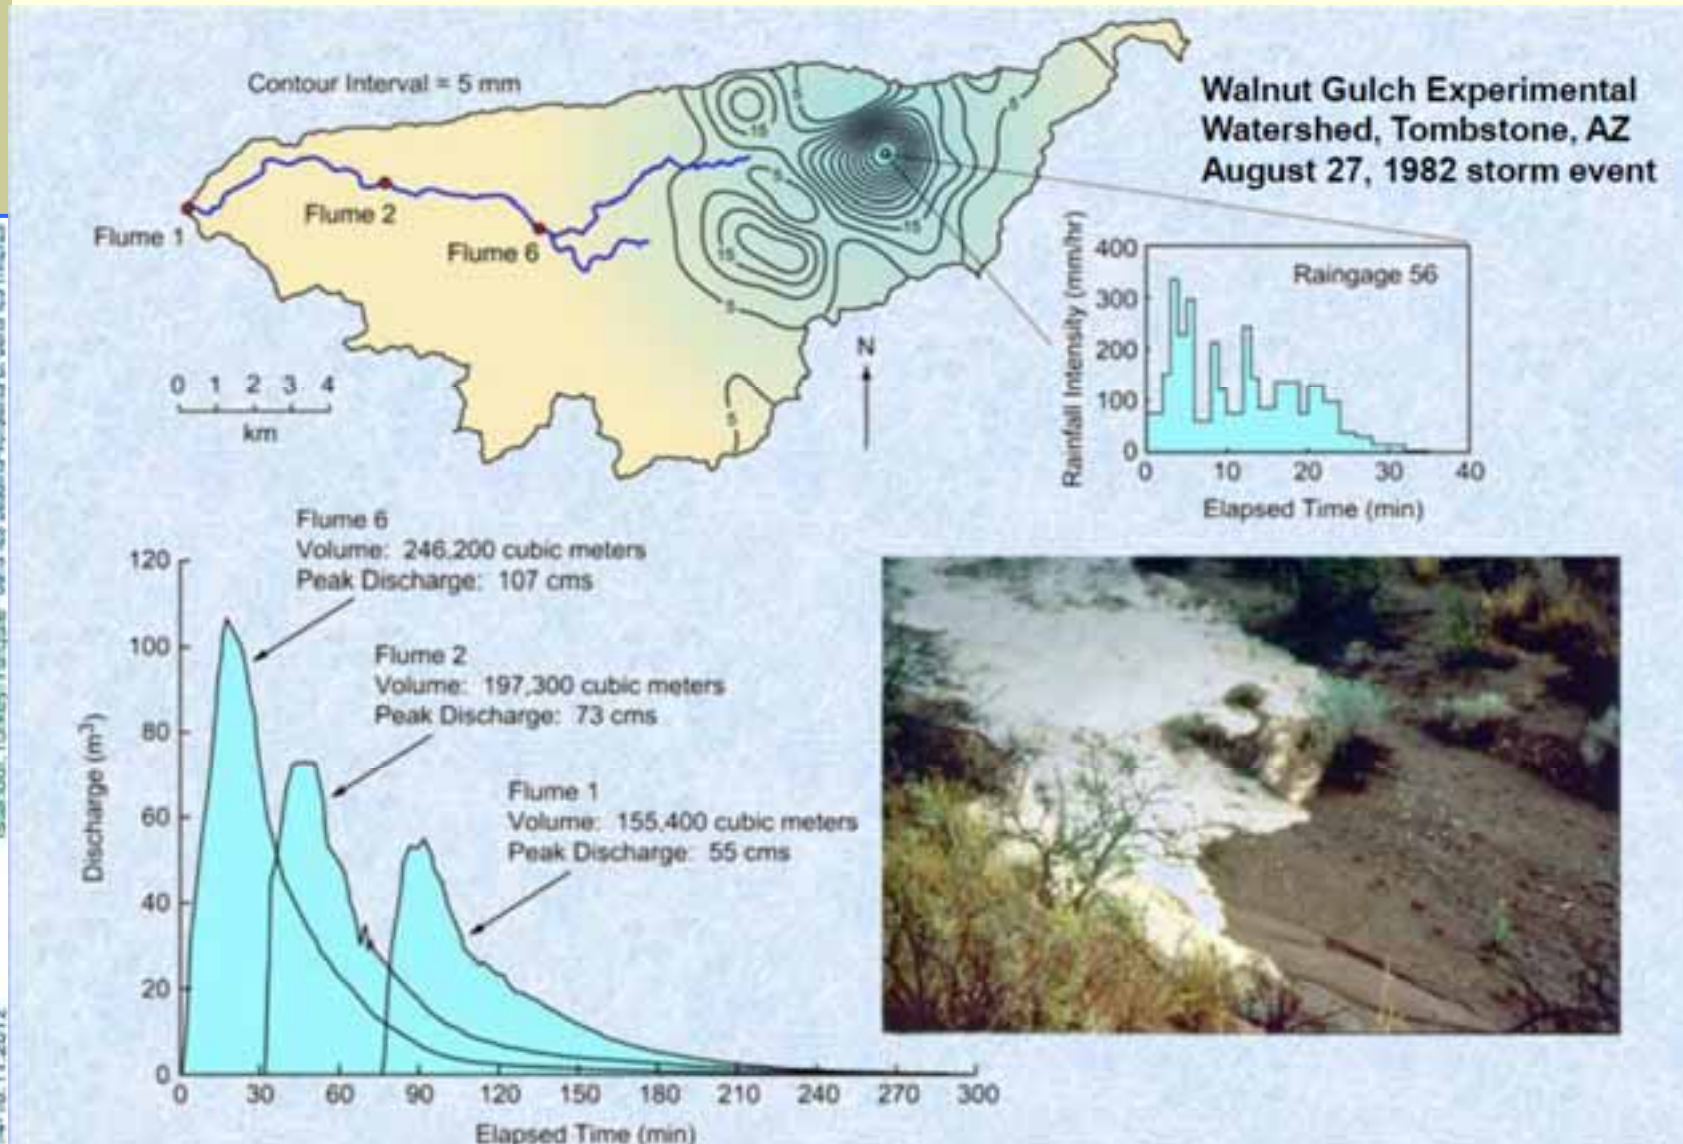 Contour Interval = 5 mm
Walnut Gulch Experimental
Watershed, Tombstone, AZ
August 27, 1982 storm event
5
15
5
15
15
5
5
Flume 1
Flume 2
Flume 6
0 1 2 3 4
km
N
Rainfall Intensity (mm/hr)
400
300
200
100
0
Raingage 56
0 10 20 30 40
Elapsed Time (min)
Flume 6
Volume: 246,200 cubic meters
Peak Discharge: 107 cms
Flume 2
Volume: 197,300 cubic meters
Peak Discharge: 73 cms
Flume 1
Volume: 155,400 cubic meters
Peak Discharge: 55 cms
Discharge (m³)
120
100
80
60
40
20
0
0 30 60 90 120 150 180 210 240 270 300
Elapsed Time (min)